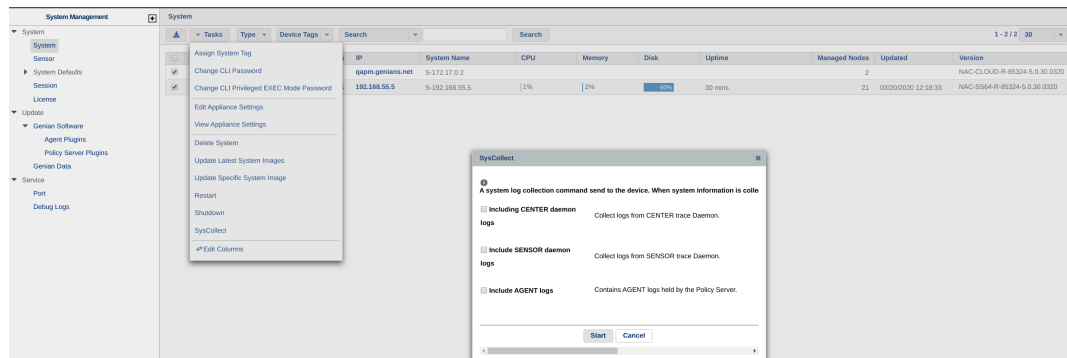 System Management
System
System
Sensor
System Defaults
Session
License
Update
Genian Software
Agent Plugins
Policy Server Plugins
Genian Data
Service
Port
Debug Logs
System
Tasks Type Device Tags Search Search 1 - 2 / 2 30
IP System Name CPU Memory Disk Uptime Managed Nodes Updated Version
qapm.genians.net S-172.17.0.2 2 NAC-CLOUD-R-85324-5.0.30.0320
192.168.55.5 S-192.168.55.5 1% 2% 60% 30 mins. 21 03/20/2020 12:18:33 NAC-SS64-R-85324-5.0.30.0320
Assign System Tag
Change CLI Password
Change CLI Privileged EXEC Mode Password
Edit Appliance Settings
View Appliance Settings
Delete System
Update Latest System Images
Update Specific System Image
Restart
Shutdown
SysCollect
Edit Columns
SysCollect
A system log collection command send to the device. When system information is colle
Including CENTER daemon logs
Collect logs from CENTER trace Daemon.
Include SENSOR daemon logs
Collect logs from SENSOR trace Daemon.
Include AGENT logs
Contains AGENT logs held by the Policy Server.
Start Cancel